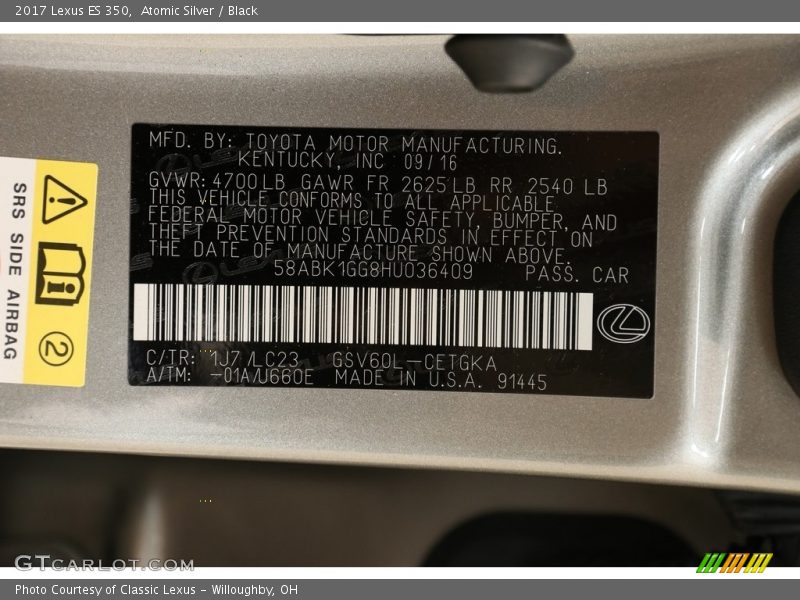 2017 Lexus ES 350, Atomic Silver / Black
MFD. BY: TOYOTA MOTOR MANUFACTURING.
KENTUCKY, INC 09/16
GVWR: 4700LB GAWR FR 2625LB RR 2540 LB
THIS VEHICLE CONFORMS TO ALL APPLICABLE
FEDERAL MOTOR VEHICLE SAFETY, BUMPER, AND
THEFT PREVENTION STANDARDS IN EFFECT ON
THE DATE OF MANUFACTURE SHOWN ABOVE.
58ABK1GG8HU036409 PASS. CAR
C/TR: 1J7/LC23 GSV60L-CETGKA
A/TM: -01A/U660E MADE IN U.S.A. 91445
SRS SIDE AIRBAG
2
GTCARLOT.COM
Photo Courtesy of Classic Lexus - Willoughby, OH